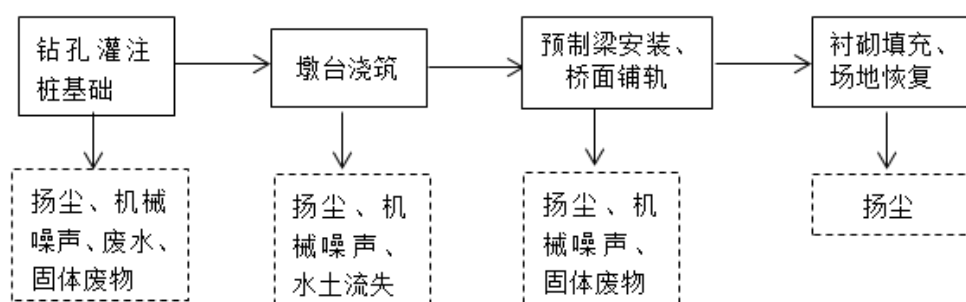 钻孔灌注
桩基础
墩台浇筑
预制梁安装、
桥面铺轨
衬砌填充、
场地恢复
扬尘、机械
噪声、废水、
固体废物
扬尘、机
械噪声、
水土流失
扬尘、机
械噪声、
固体废物
扬尘